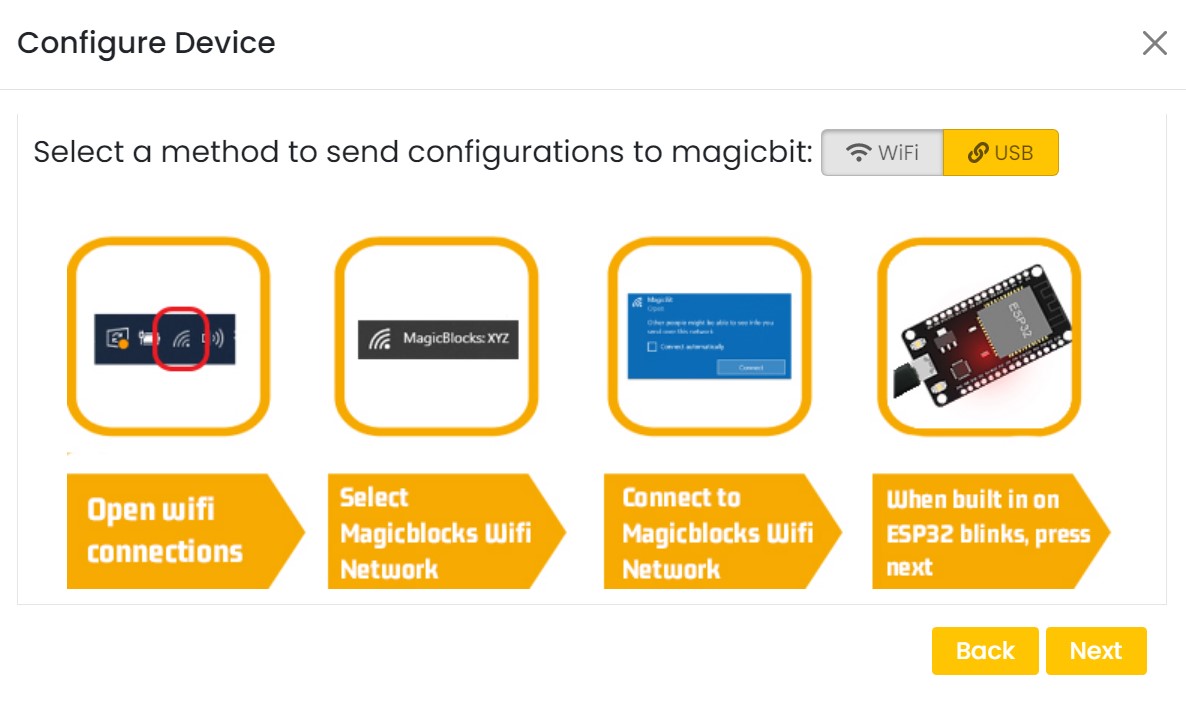 Configure Device
Select a method to send configurations to magicbit: WiFi USB
MagicBlocks: XYZ
MagicBit
Open
Other people might be able to see info you
send over this network
Connect automatically
Connect
ESP32
Open wifi
connections
Select
Magicblocks Wifi
Network
Connect to
Magicblocks Wifi
Network
When built in on
ESP32 blinks, press
next
Back Next